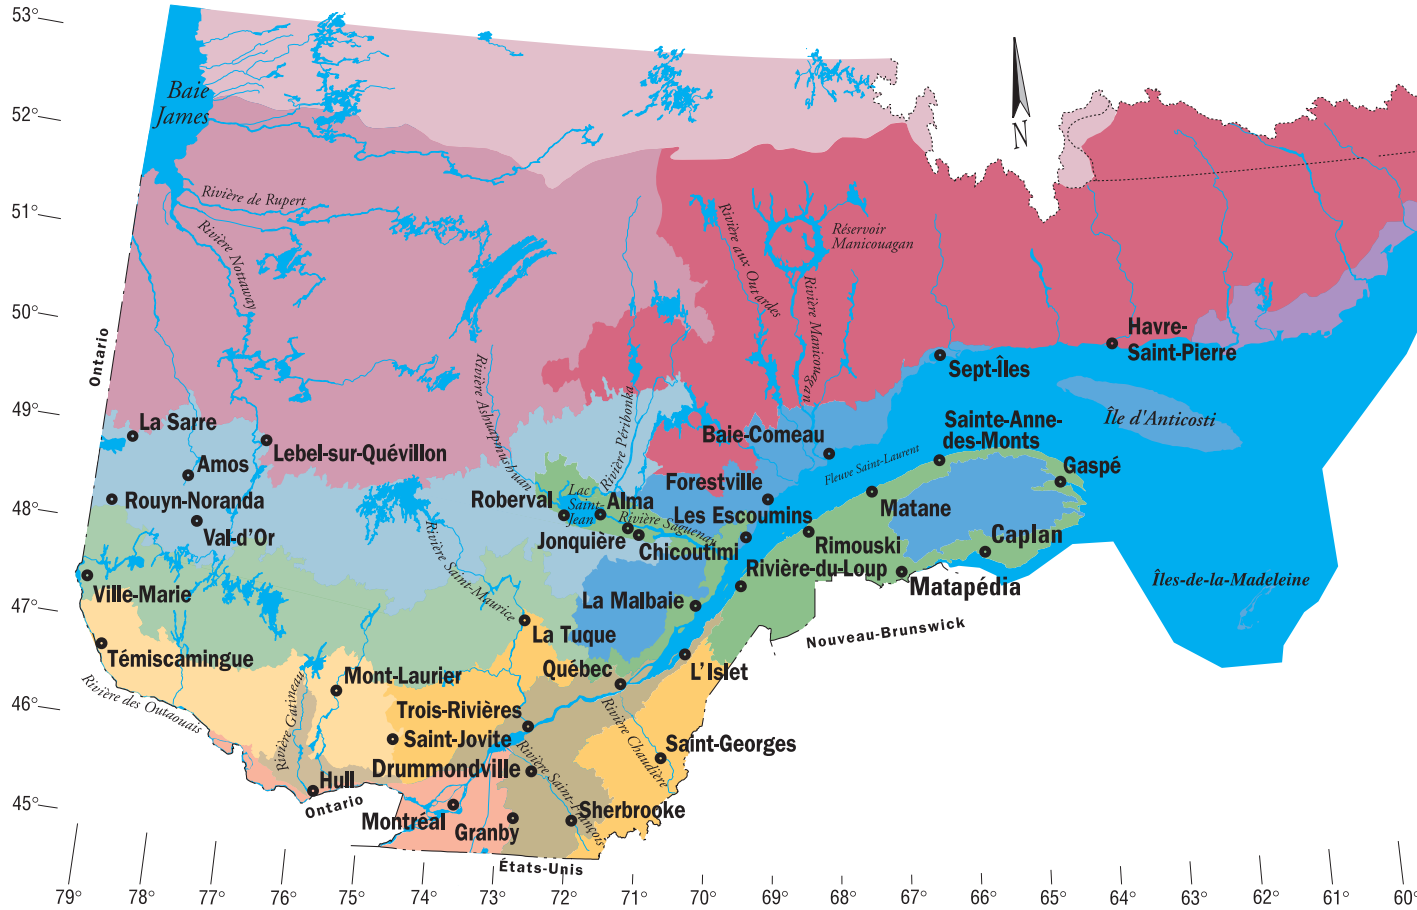 53°
Baie
James
52°
N
Rivière de Rupert
51°
Rivière Nottaway
Rivière aux Outardes
Réservoir
Manicouagan
Rivière Manicouagan
50°
Ontario
Havre-
Saint-Pierre
Sept-Îles
Rivière Ashuapmushuan
Rivière Péribonka
49°
La Sarre
Lebel-sur-Quévillon
Amos
Baie-Comeau
Sainte-Anne-
des-Monts
Île d'Anticosti
Fleuve Saint-Laurent
Gaspé
Forestville
Rouyn-Noranda
Roberval
Lac
Saint-
Jean
Alma
Matane
48°
Val-d'Or
Rivière Saguenay
Les Escoumins
Jonquière
Chicoutimi
Rimouski
Caplan
Rivière Saint-Maurice
Rivière-du-Loup
Ville-Marie
La Malbaie
Matapédia
Îles-de-la-Madeleine
47°
La Tuque
Nouveau-Brunswick
Témiscamingue
Québec
L'Islet
Mont-Laurier
Rivière des Outaouais
Rivière Gatineau
46°
Trois-Rivières
Saint-Jovite
Rivière Chaudière
Saint-Georges
Drummondville
Rivière Saint-François
Hull
45°
Ontario
Montréal
Granby
Sherbrooke
États-Unis
79° 78° 77° 76° 75° 74° 73° 72° 71° 70° 69° 68° 67° 66° 65° 64° 63° 62° 61° 60°